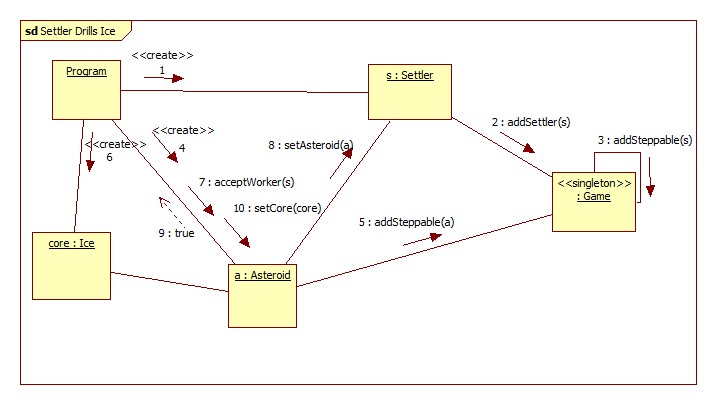 sd Settler Drills Ice
<<create>>
1
Program
s : Settler
2 : addSettler(s)
3 : addSteppable(s)
<<create>>
6
<<create>>
4
8 : setAsteroid(a)
7 : acceptWorker(s)
<<singleton>>
: Game
10 : setCore(core)
5 : addSteppable(a)
9 : true
core : Ice
a : Asteroid